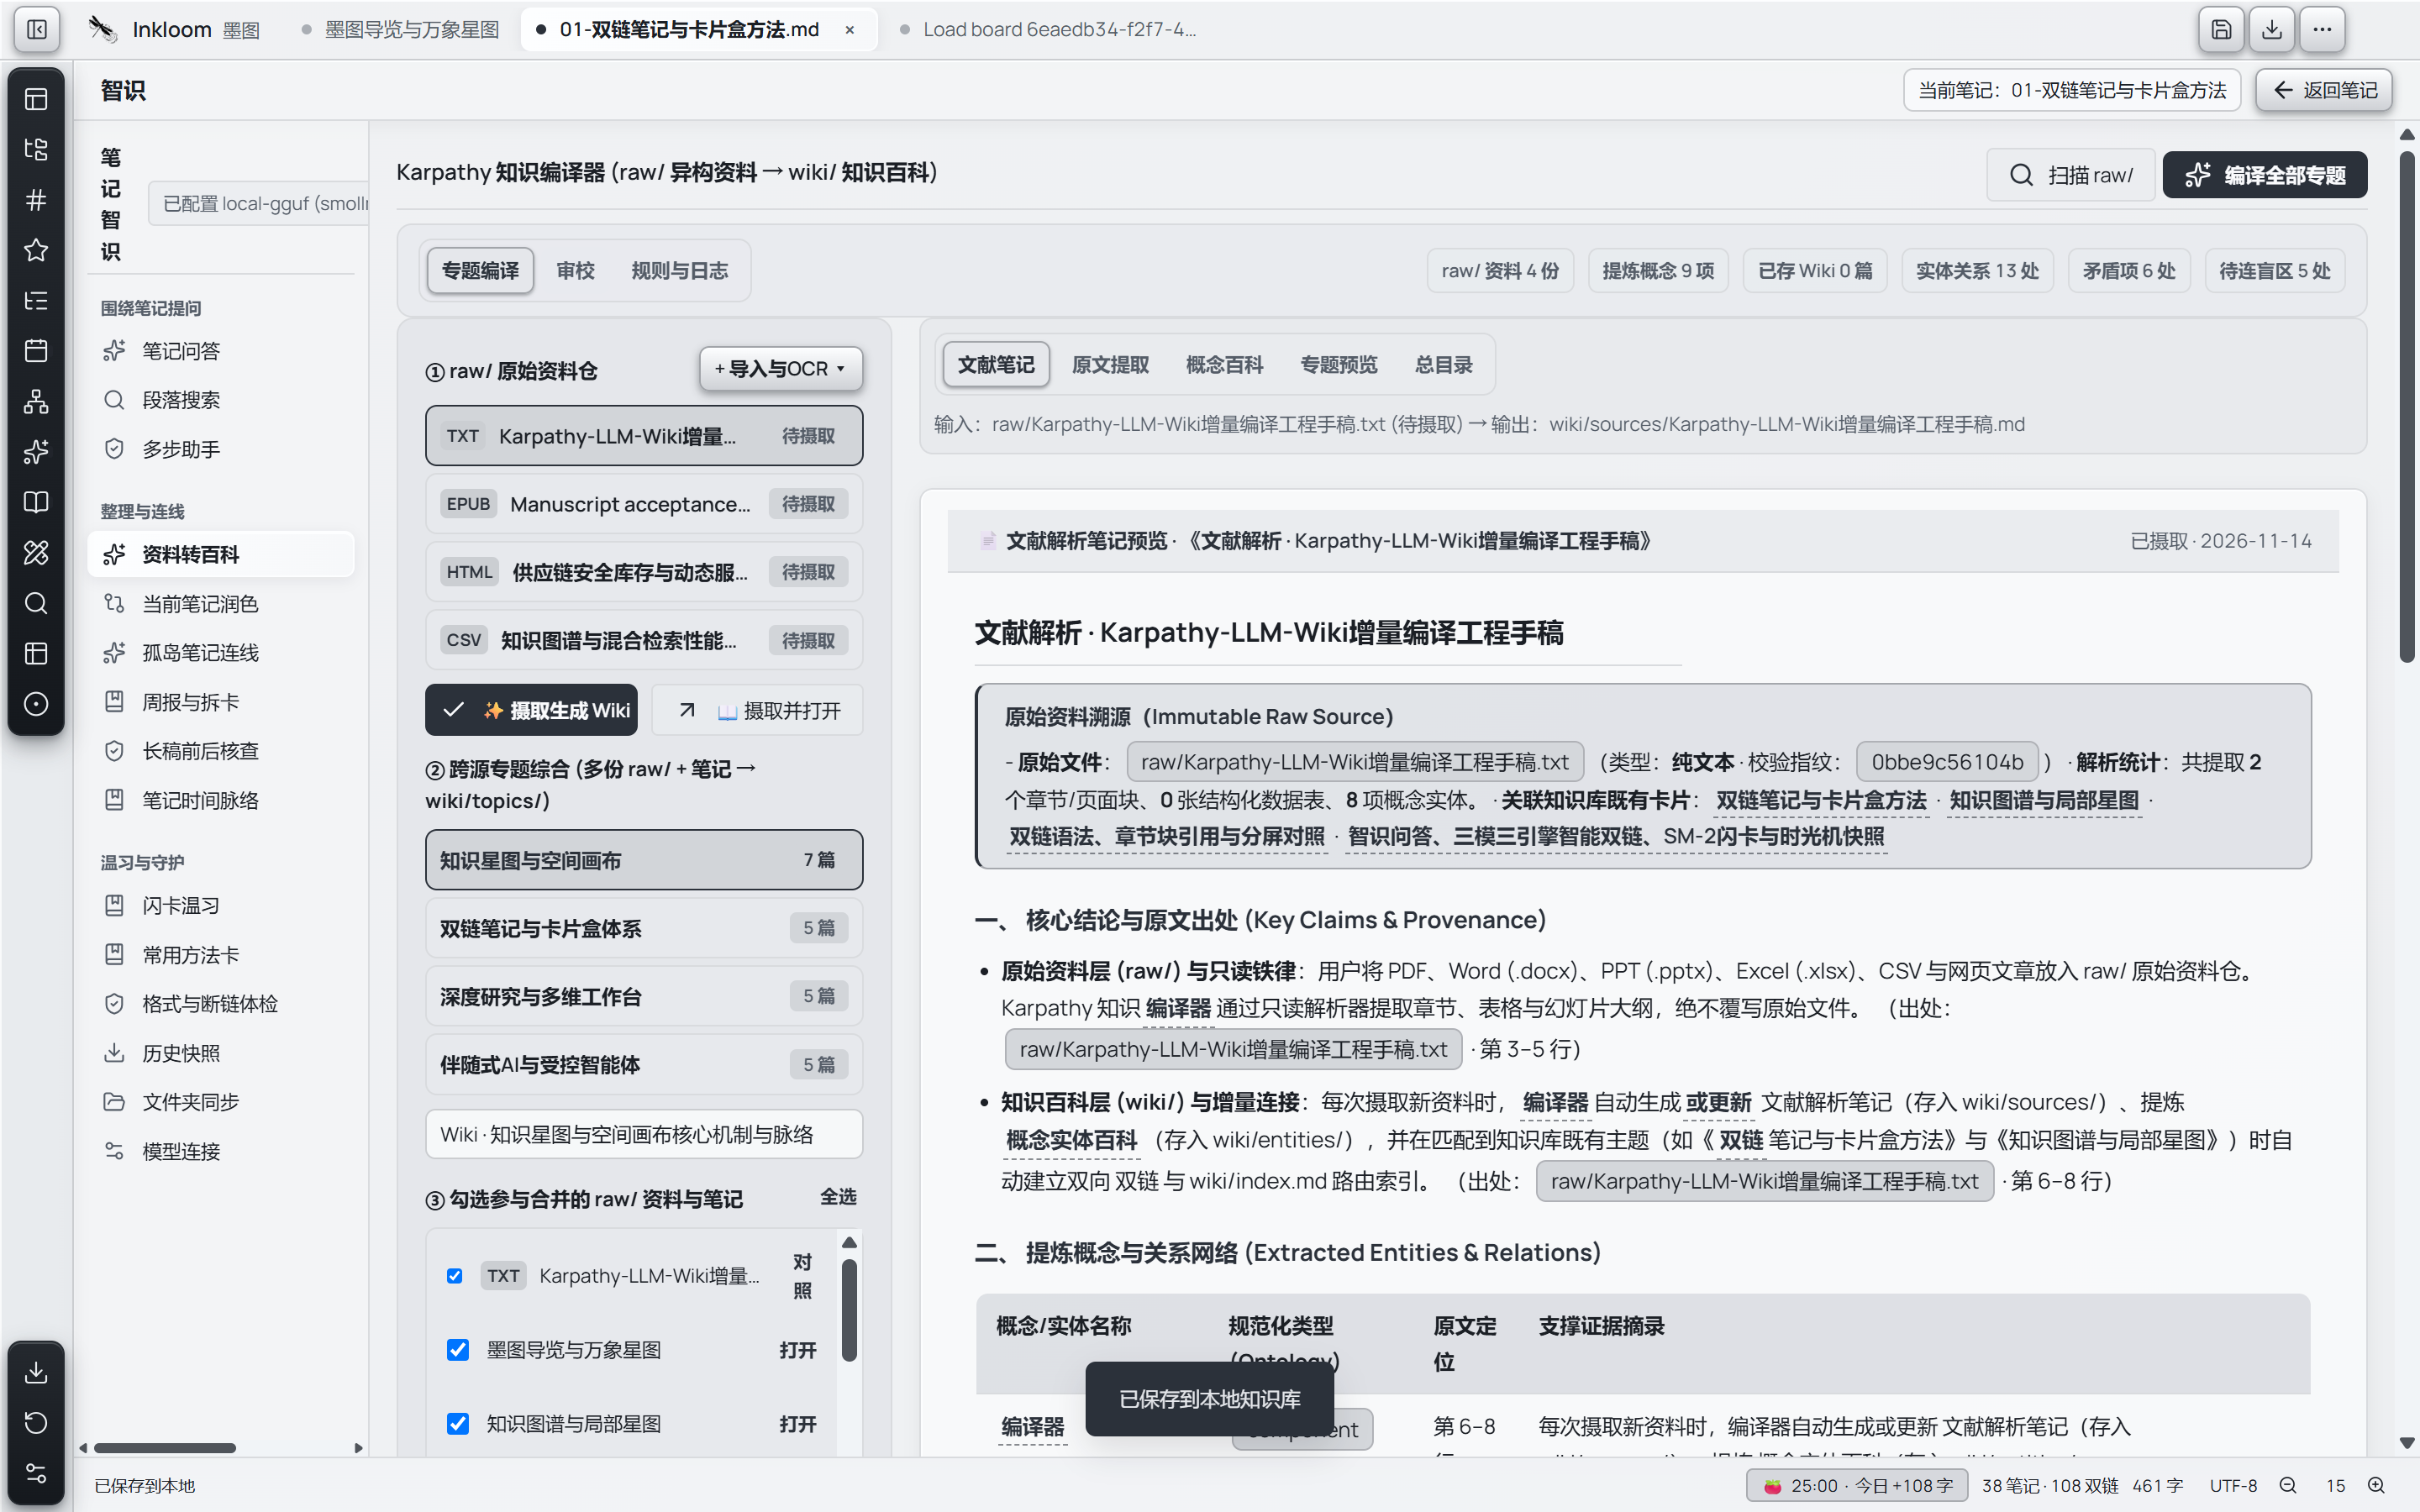 Inkloom 墨图
墨图导览与万象星图
01-双链笔记与卡片盒方法.md ×
Load board 6eaedb34-f2f7-4...
智识
当前笔记：01-双链笔记与卡片盒方法
返回笔记
笔记智识
已配置 local-gguf (smoll
围绕笔记提问
笔记问答
段落搜索
多步助手
整理与连线
资料转百科
当前笔记润色
孤岛笔记连线
周报与拆卡
长稿前后核查
笔记时间脉络
温习与守护
闪卡温习
常用方法卡
格式与断链体检
历史快照
文件夹同步
模型连接
Karpathy 知识编译器 (raw/ 异构资料 → wiki/ 知识百科)
扫描 raw/
编译全部专题
专题编译 审校 规则与日志
raw/ 资料 4 份
提炼概念 9 项
已存 Wiki 0 篇
实体关系 13 处
矛盾项 6 处
待连盲区 5 处
① raw/ 原始资料仓
+ 导入与OCR ▾
TXT Karpathy-LLM-Wiki增量... 待摄取
EPUB Manuscript acceptance... 待摄取
HTML 供应链安全库存与动态服... 待摄取
CSV 知识图谱与混合检索性能... 待摄取
✨ 摄取生成 Wiki
📖 摄取并打开
② 跨源专题综合 (多份 raw/ + 笔记 →
wiki/topics/)
知识星图与空间画布 7 篇
双链笔记与卡片盒体系 5 篇
深度研究与多维工作台 5 篇
伴随式AI与受控智能体 5 篇
Wiki · 知识星图与空间画布核心机制与脉络
③ 勾选参与合并的 raw/ 资料与笔记 全选
TXT Karpathy-LLM-Wiki增量... 对照
墨图导览与万象星图 打开
知识图谱与局部星图 打开
文献笔记 原文提取 概念百科 专题预览 总目录
输入：raw/Karpathy-LLM-Wiki增量编译工程手稿.txt (待摄取) → 输出：wiki/sources/Karpathy-LLM-Wiki增量编译工程手稿.md
文献解析笔记预览 · 《文献解析 · Karpathy-LLM-Wiki增量编译工程手稿》
已摄取 · 2026-11-14
文献解析 · Karpathy-LLM-Wiki增量编译工程手稿
原始资料溯源（Immutable Raw Source）
- 原始文件： raw/Karpathy-LLM-Wiki增量编译工程手稿.txt （类型：纯文本 · 校验指纹： 0bbe9c56104b ） · 解析统计：共提取 2
个章节/页面块、0 张结构化数据表、8 项概念实体。 · 关联知识库既有卡片： 双链笔记与卡片盒方法 · 知识图谱与局部星图 ·
双链语法、章节块引用与分屏对照 · 智识问答、三模三引擎智能双链、SM-2闪卡与时光机快照
一、 核心结论与原文出处 (Key Claims & Provenance)
• 原始资料层 (raw/) 与只读铁律：用户将 PDF、Word (.docx)、PPT (.pptx)、Excel (.xlsx)、CSV 与网页文章放入 raw/ 原始资料仓。
Karpathy 知识 编译器 通过只读解析器提取章节、表格与幻灯片大纲，绝不覆写原始文件。 （出处：
raw/Karpathy-LLM-Wiki增量编译工程手稿.txt · 第 3–5 行）
• 知识百科层 (wiki/) 与增量连接：每次摄取新资料时， 编译器 自动生成 或更新 文献解析笔记（存入 wiki/sources/）、提炼
概念实体百科 （存入 wiki/entities/），并在匹配到知识库既有主题（如《 双链 笔记与卡片盒方法》与《知识图谱与局部星图》）时自
动建立双向 双链 与 wiki/index.md 路由索引。 （出处： raw/Karpathy-LLM-Wiki增量编译工程手稿.txt · 第 6–8 行）
二、 提炼概念与关系网络 (Extracted Entities & Relations)
概念/实体名称 规范化类型 (Ontology) 原文定位 支撑证据摘录
编译器 第 6–8 每次摄取新资料时，编译器自动生成或更新 文献解析笔记（存入
已保存到本地知识库
已保存到本地
25:00 · 今日 +108 字
38 笔记 · 108 双链 461 字 UTF-8 15